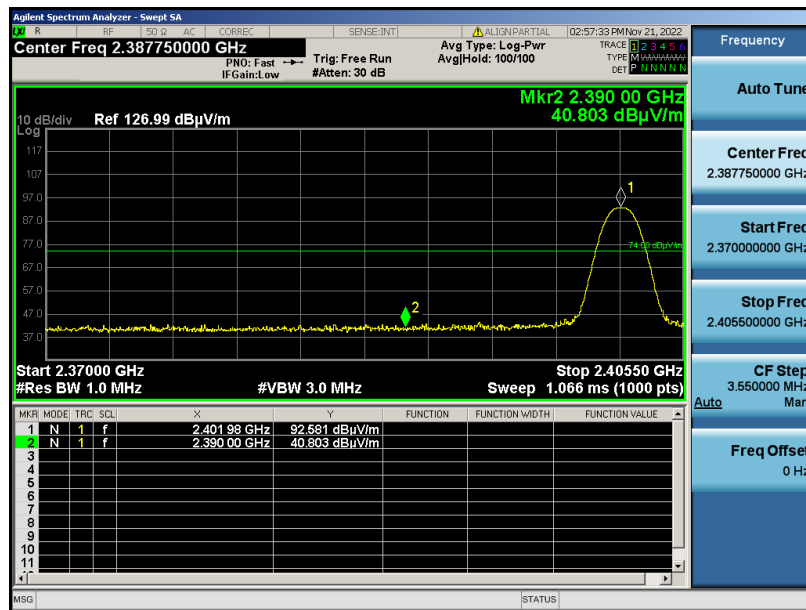 Agilent Spectrum Analyzer - Swept SA
LXI R RF 50 Ω AC CORREC SENSE:INT ALIGN PARTIAL 02:57:33 PM Nov 21, 2022
Center Freq 2.387750000 GHz
PNO: Fast
IFGain:Low
Trig: Free Run
#Atten: 30 dB
Avg Type: Log-Pwr
Avg|Hold: 100/100
TRACE 1 2 3 4 5 6
TYPE M
DET P N N N N N
Mkr2 2.390 00 GHz
40.803 dBµV/m
10 dB/div Ref 126.99 dBµV/m
Log
117
107
97.0
87.0
77.0
67.0
57.0
47.0
37.0
1
74.00 dBµV/m
2
Start 2.37000 GHz Stop 2.40550 GHz
#Res BW 1.0 MHz #VBW 3.0 MHz Sweep 1.066 ms (1000 pts)
MKR MODE TRC SCL X Y FUNCTION FUNCTION WIDTH FUNCTION VALUE
1 N 1 f 2.401 98 GHz 92.581 dBµV/m
2 N 1 f 2.390 00 GHz 40.803 dBµV/m
3
4
5
6
7
8
9
10
11
MSG STATUS
Frequency
Auto Tune
Center Freq
2.387750000 GHz
Start Freq
2.370000000 GHz
Stop Freq
2.405500000 GHz
CF Step
3.550000 MHz
Auto Man
Freq Offset
0 Hz